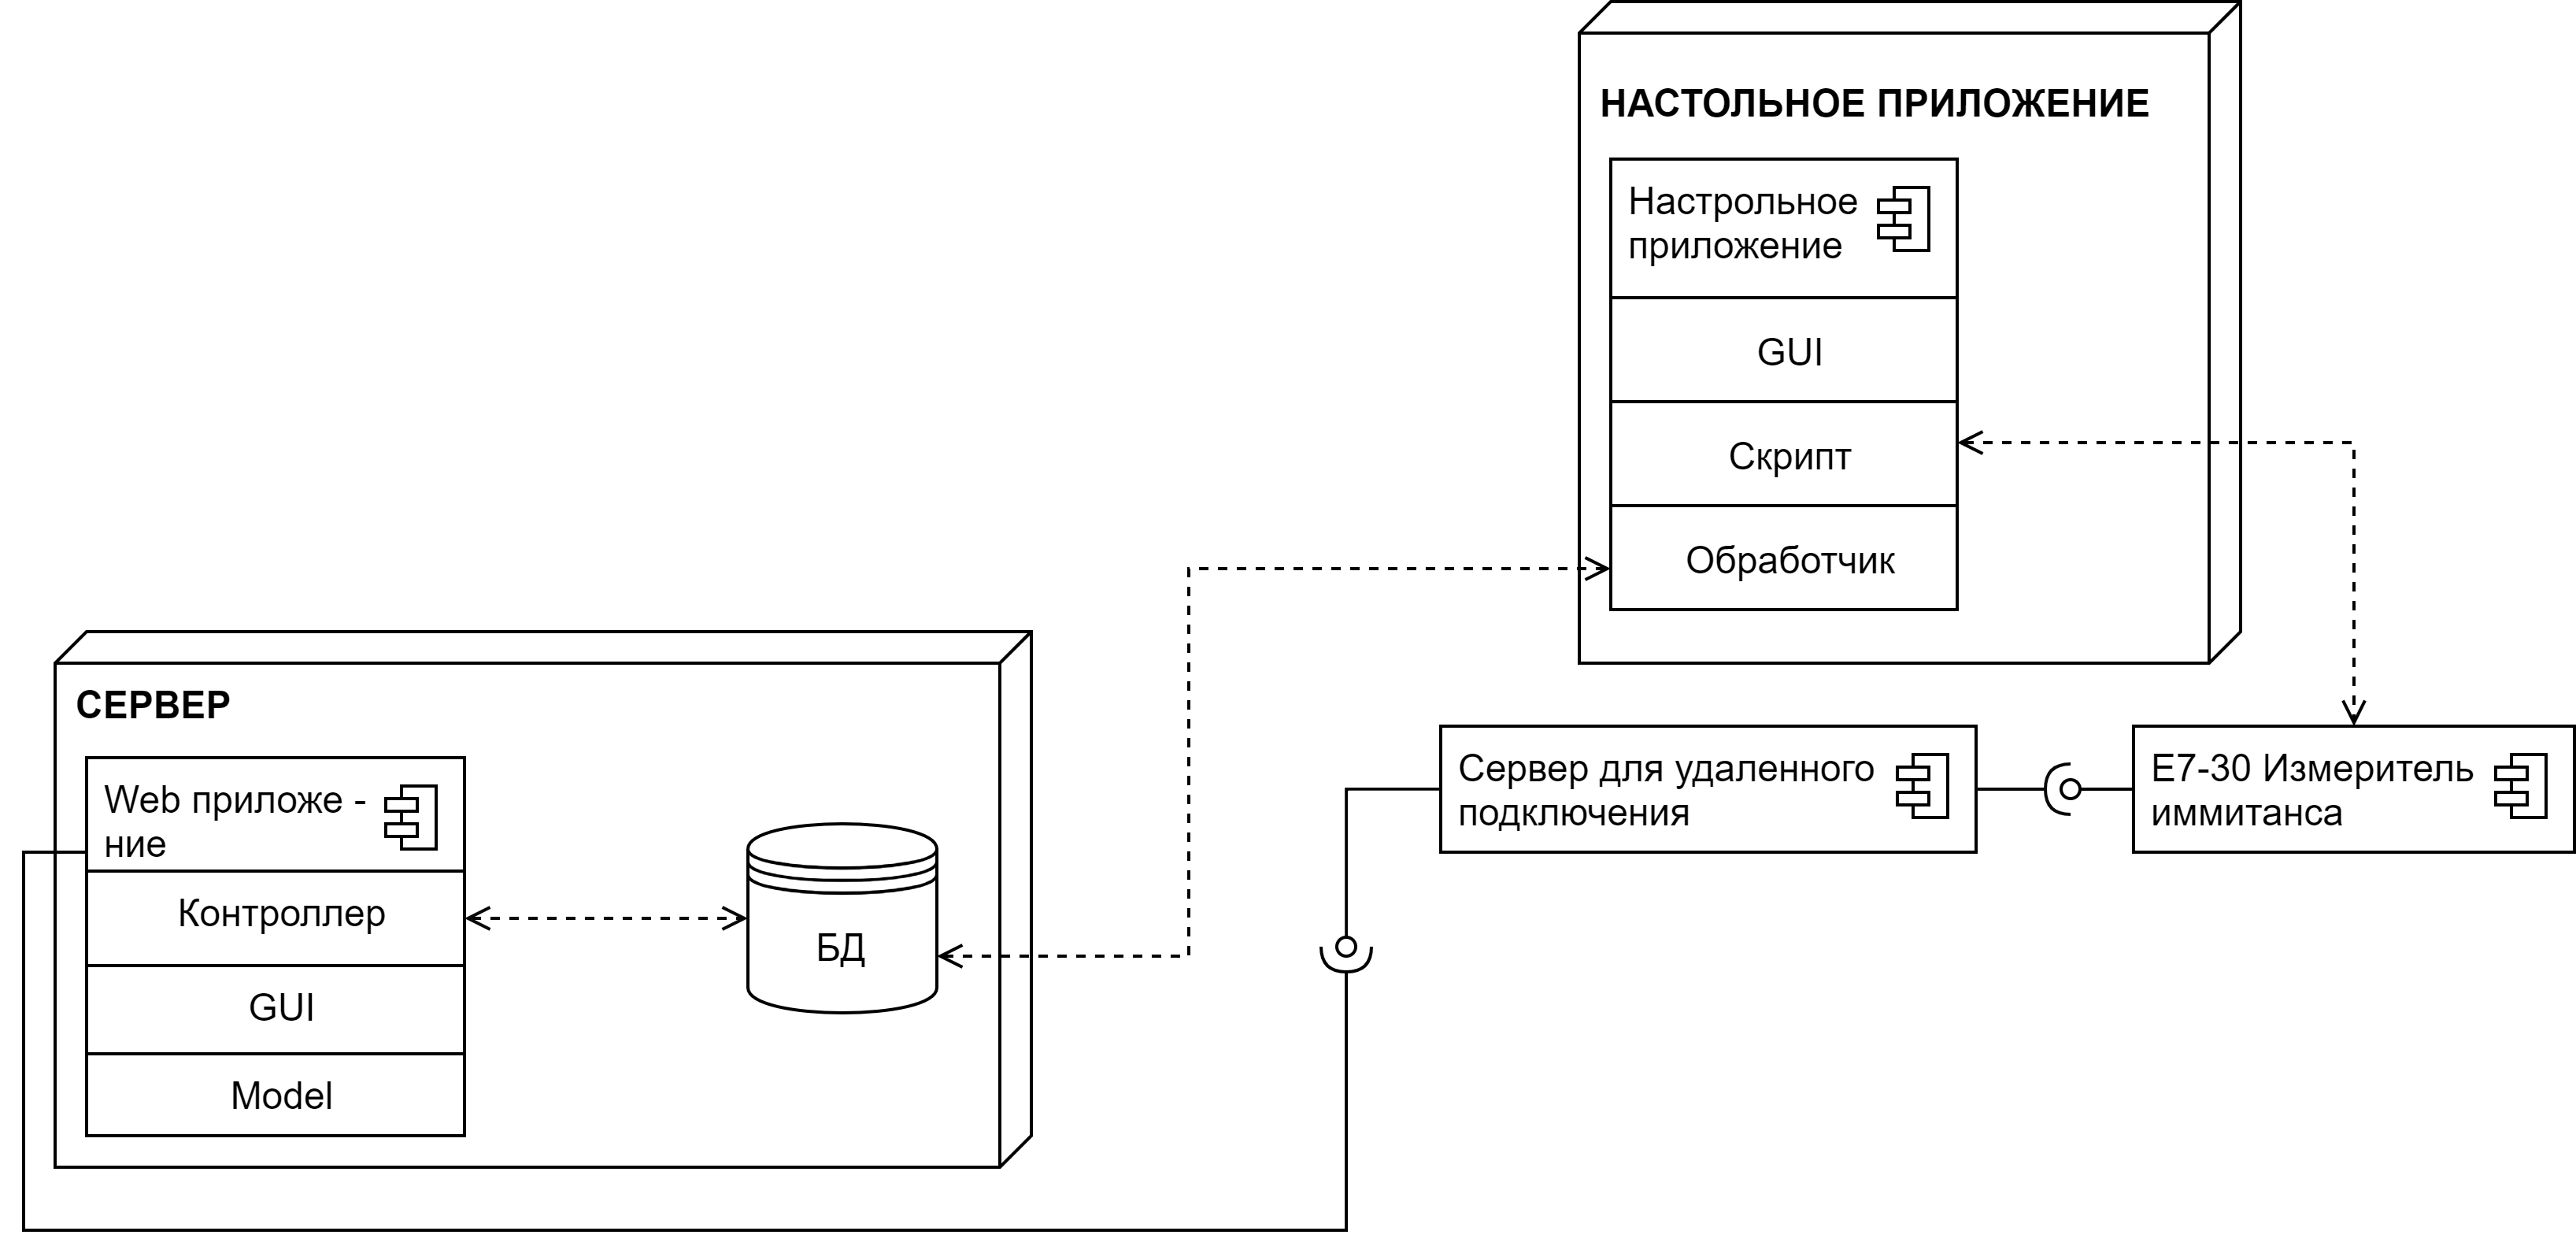 НАСТОЛЬНОЕ ПРИЛОЖЕНИЕ
Настрольное
приложение
GUI
Скрипт
Обработчик
СЕРВЕР
Web приложе -
ние
Контроллер
GUI
Model
БД
Сервер для удаленного
подключения
E7-30 Измеритель
иммитанса